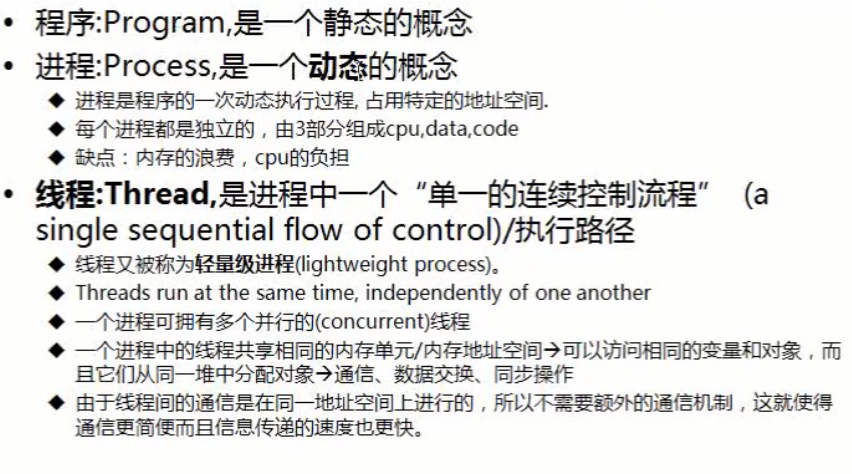 • 程序:Program,是一个静态的概念
• 进程:Process,是一个动态的概念
◆ 进程是程序的一次动态执行过程, 占用特定的地址空间.
◆ 每个进程都是独立的，由3部分组成cpu,data,code
◆ 缺点：内存的浪费，cpu的负担
• 线程:Thread,是进程中一个“单一的连续控制流程” (a
single sequential flow of control)/执行路径
◆ 线程又被称为轻量级进程(lightweight process)。
◆ Threads run at the same time, independently of one another
◆ 一个进程可拥有多个并行的(concurrent)线程
◆ 一个进程中的线程共享相同的内存单元/内存地址空间→可以访问相同的变量和对象，而
且它们从同一堆中分配对象→通信、数据交换、同步操作
◆ 由于线程间的通信是在同一地址空间上进行的，所以不需要额外的通信机制，这就使得
通信更简便而且信息传递的速度也更快。